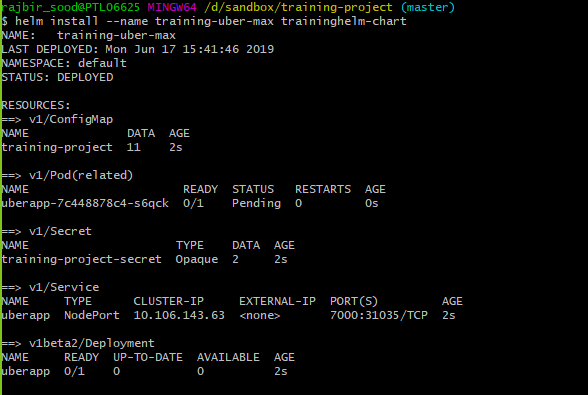 rajbir_sood@PTL06625 MINGW64 /d/sandbox/training-project (master)
$ helm install --name training-uber-max traininghelm-chart
NAME:   training-uber-max
LAST DEPLOYED: Mon Jun 17 15:41:46 2019
NAMESPACE: default
STATUS: DEPLOYED
RESOURCES:
==> v1/ConfigMap
NAME              DATA  AGE
training-project  11    2s
==> v1/Pod(related)
NAME                      READY  STATUS   RESTARTS  AGE
uberapp-7c448878c4-s6qck  0/1    Pending  0         0s
==> v1/Secret
NAME                     TYPE    DATA  AGE
training-project-secret  Opaque  2     2s
==> v1/Service
NAME     TYPE      CLUSTER-IP     EXTERNAL-IP  PORT(S)         AGE
uberapp  NodePort  10.106.143.63  <none>       7000:31035/TCP  2s
==> v1beta2/Deployment
NAME     READY  UP-TO-DATE  AVAILABLE  AGE
uberapp  0/1    0           0          2s